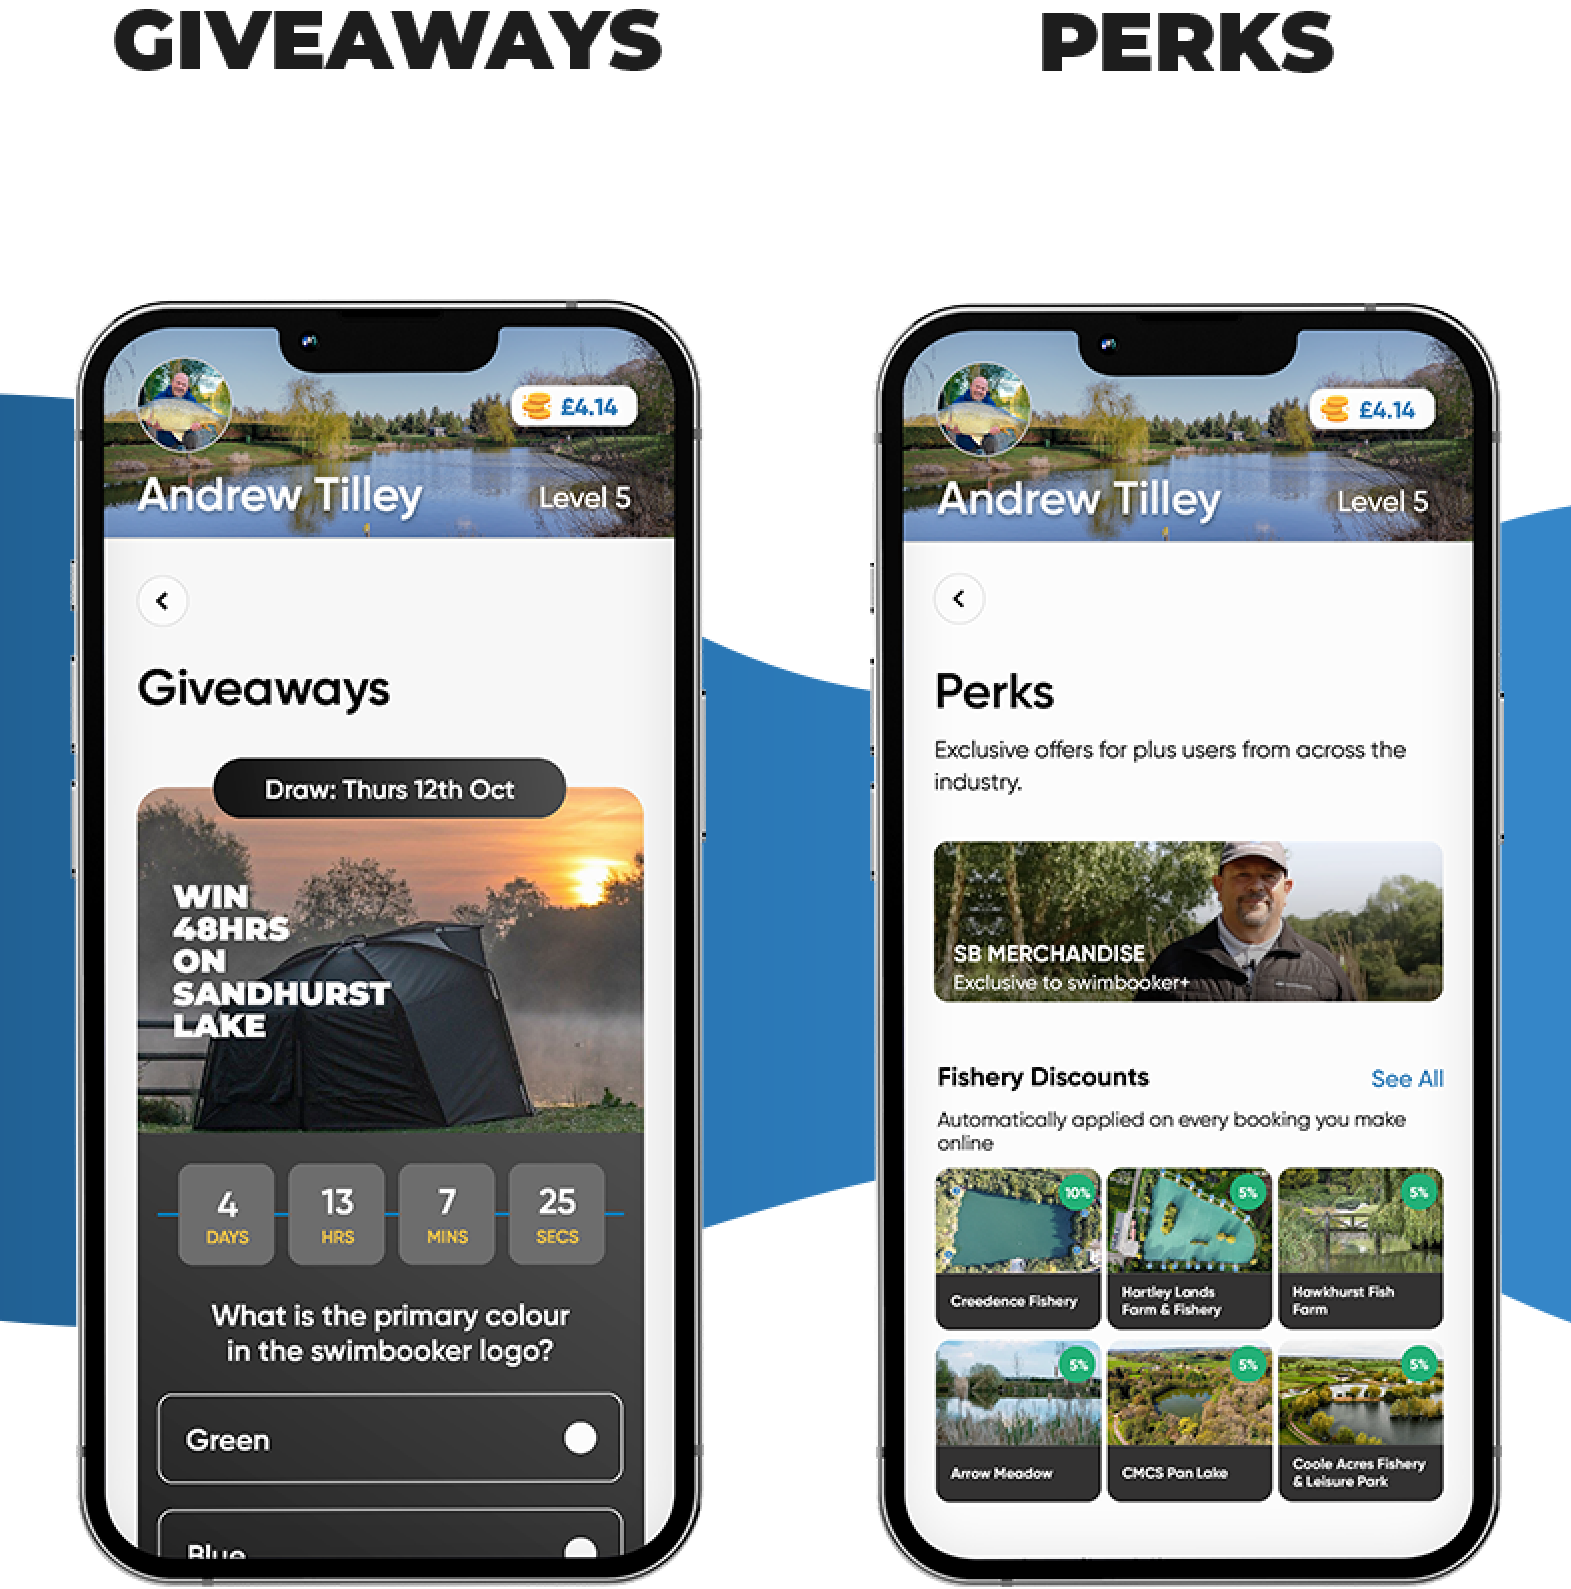 GIVEAWAYS
£4.14
Andrew Tilley
Level 5
Giveaways
Draw: Thurs 12th Oct
WIN
48HRS
ON
SANDHURST
LAKE
4
DAYS
13
HRS
7
MINS
25
SECS
What is the primary colour
in the swimbooker logo?
Green
Blue
PERKS
£4.14
Andrew Tilley
Level 5
Perks
Exclusive offers for plus users from across the
industry.
SB MERCHANDISE
Exclusive to swimbooker+
Fishery Discounts
See All
Automatically applied on every booking you make
online
10%
Creedence Fishery
5%
Hartley Lands
Farm & Fishery
5%
Hawkhurst Fish
Farm
5%
Arrow Meadow
5%
CMCS Pan Lake
5%
Coole Acres Fishery
& Leisure Park